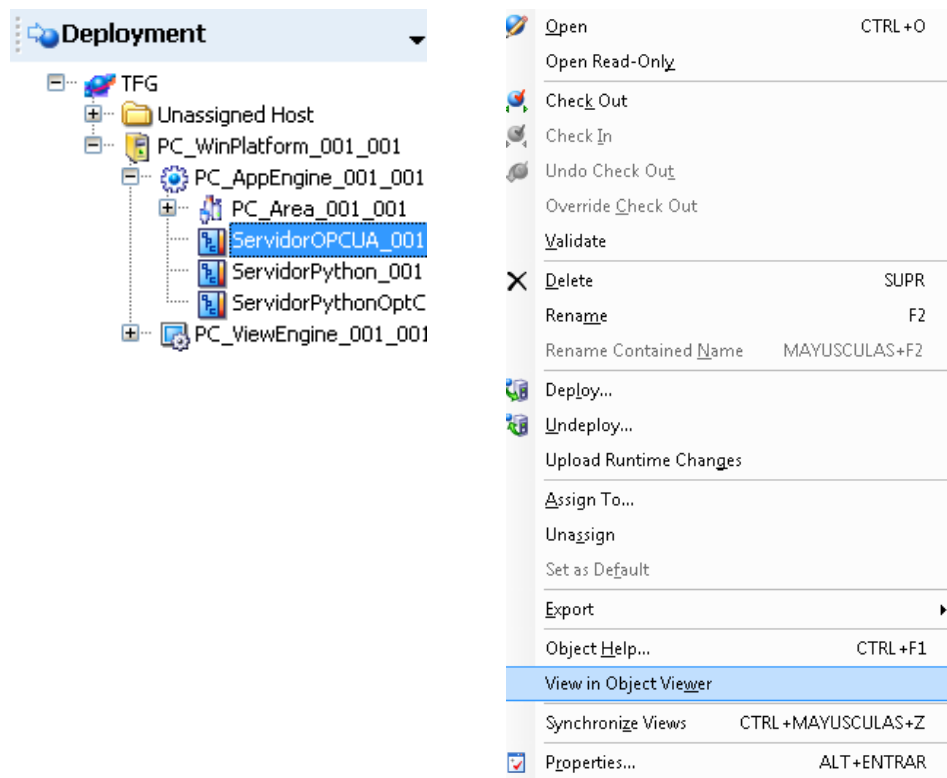 Deployment
TFG
Unassigned Host
PC_WinPlatform_001_001
PC_AppEngine_001_001
PC_Area_001_001
ServidorOPCUA_001
ServidorPython_001
ServidorPythonOptC
PC_ViewEngine_001_001
Open CTRL+O
Open Read-Only
Check Out
Check In
Undo Check Out
Override Check Out
Validate
Delete SUPR
Rename F2
Rename Contained Name MAYUSCULAS+F2
Deploy...
Undeploy...
Upload Runtime Changes
Assign To...
Unassign
Set as Default
Export
Object Help... CTRL+F1
View in Object Viewer
Synchronize Views CTRL+MAYUSCULAS+Z
Properties... ALT+ENTRAR